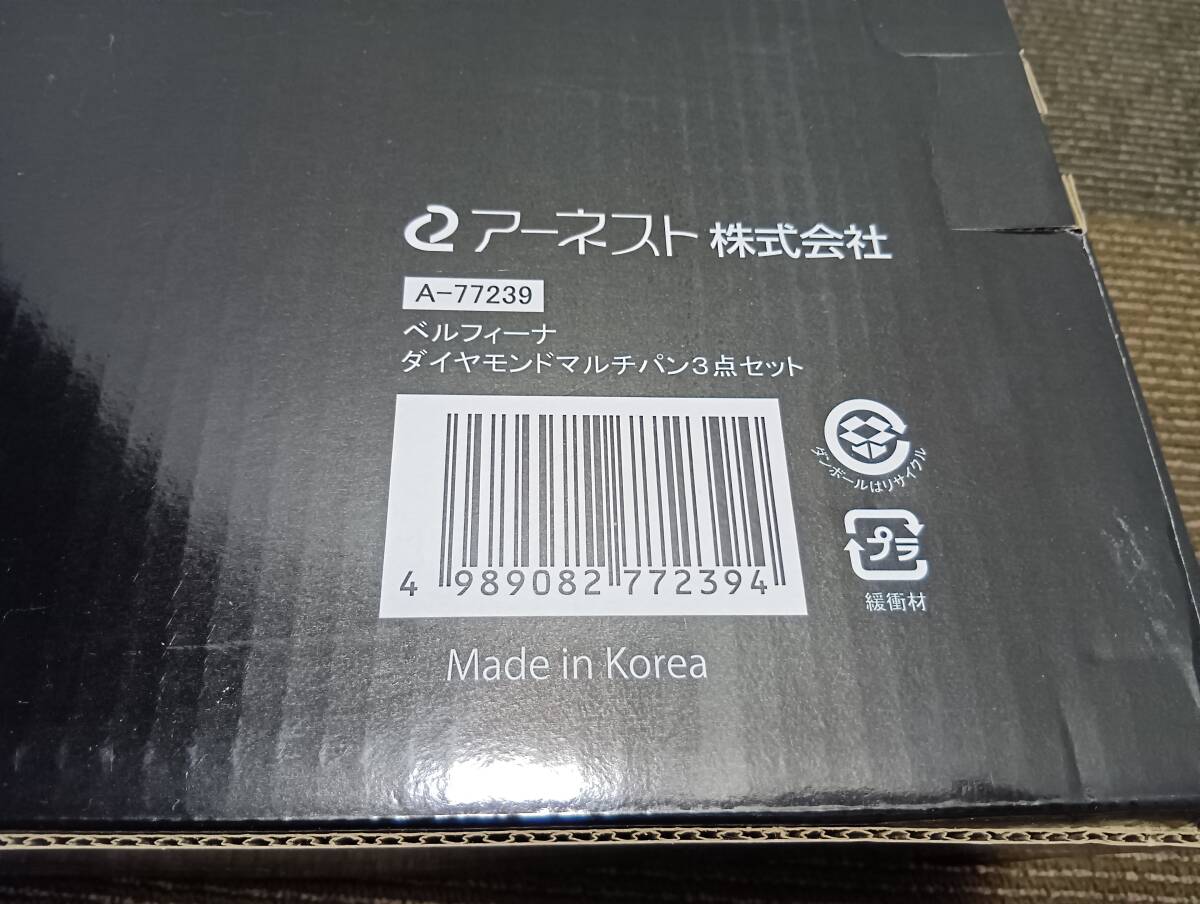 アーネスト株式会社
A-77239
ベルフィーナ
ダイヤモンドマルチパン3点セット
4 989082 772394
ダンボールはリサイクル
プラ
緩衝材
Made in Korea